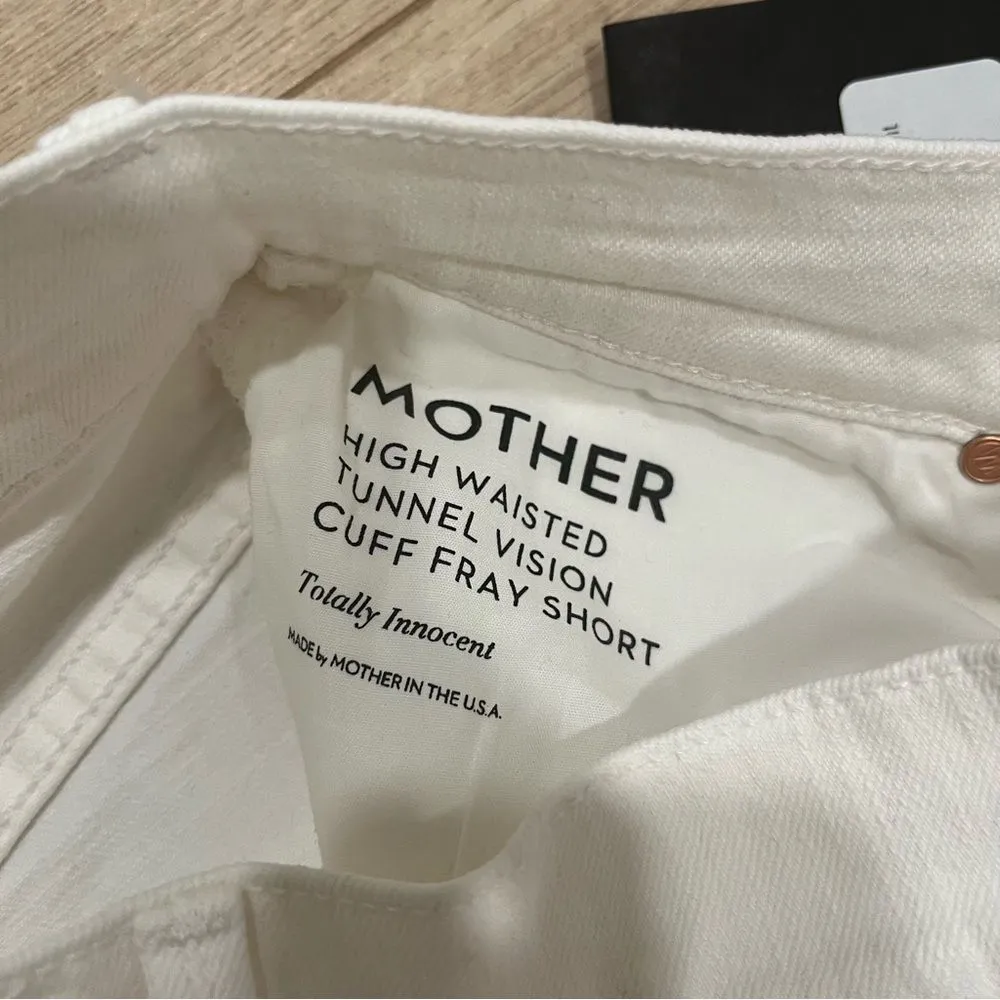 MOTHER
HIGH WAISTED
TUNNEL VISION
CUFF FRAY SHORT
Totally Innocent
MADE by MOTHER IN THE U.S.A.